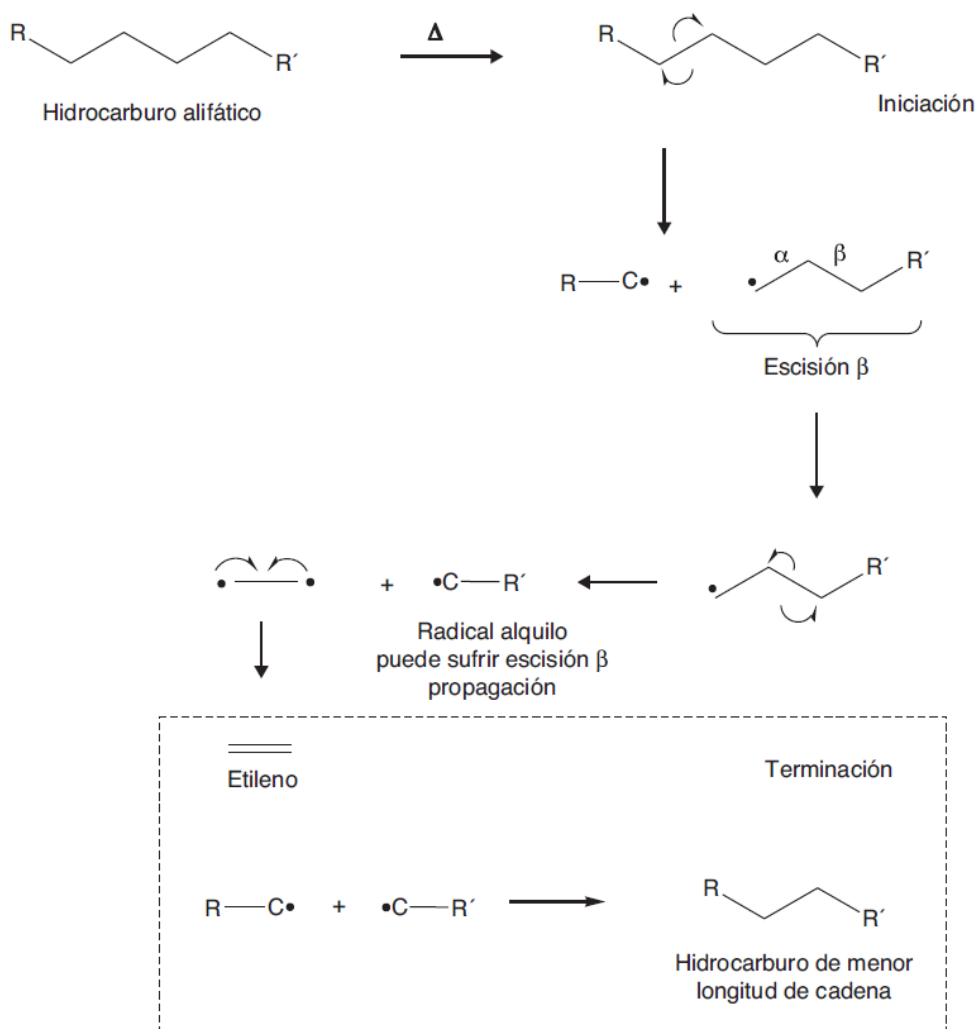 R
R´
Δ
R
R´
Hidrocarburo alifático
Iniciación
R C• + • α β R´
Escisión β
• • + •C R´
• R´
Radical alquilo
puede sufrir escisión β
propagación
Etileno
Terminación
R C• + •C R´
R
R´
Hidrocarburo de menor
longitud de cadena